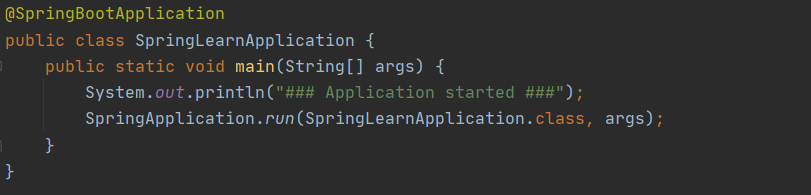 @SpringBootApplication
public class SpringLearnApplication {
    public static void main(String[] args) {
        System.out.println("### Application started ###");
        SpringApplication.run(SpringLearnApplication.class, args);
    }
}